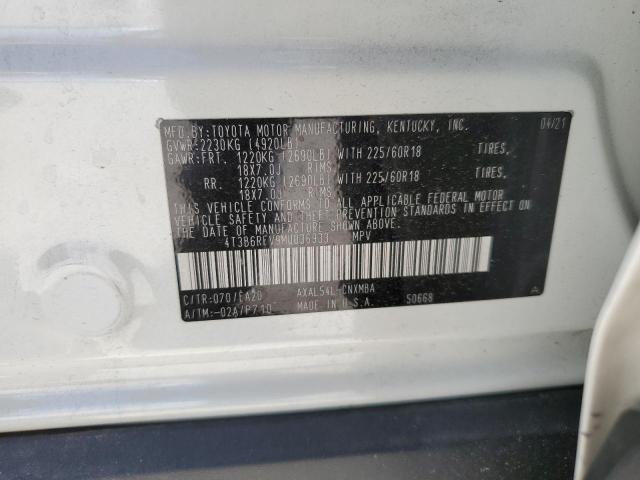 MFD.BY:TOYOTA MOTOR MANUFACTURING, KENTUCKY, INC. 04/21
GVWR:2230KG (4920LB)
GAWR:FRT. 1220KG (2690LB) WITH 225/60R18 TIRES,
18X7.0J RIMS
RR. 1220KG (2690LB) WITH 225/60R18 TIRES,
18X7.0J RIMS
THIS VEHICLE CONFORMS TO ALL APPLICABLE FEDERAL MOTOR
VEHICLE SAFETY AND THEFT PREVENTION STANDARDS IN EFFECT ON
THE DATE OF MANUFACTURE SHOWN ABOVE.
MPV
C/TR:070/EA20 AXAL54L-CNXMBA
A/TM:-02A/P710 MADE IN U.S.A. S0668